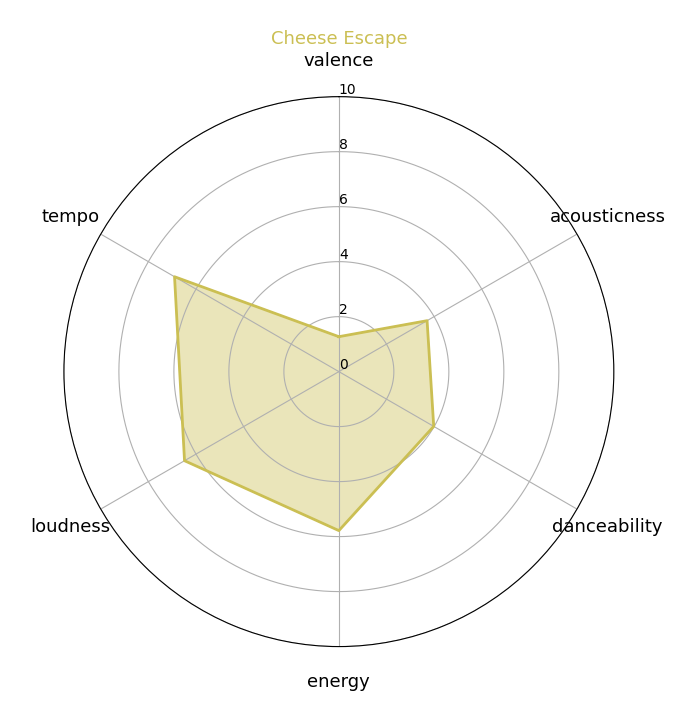 Cheese Escape
valence
10
8
6
4
2
0
tempo
acousticness
loudness
danceability
energy